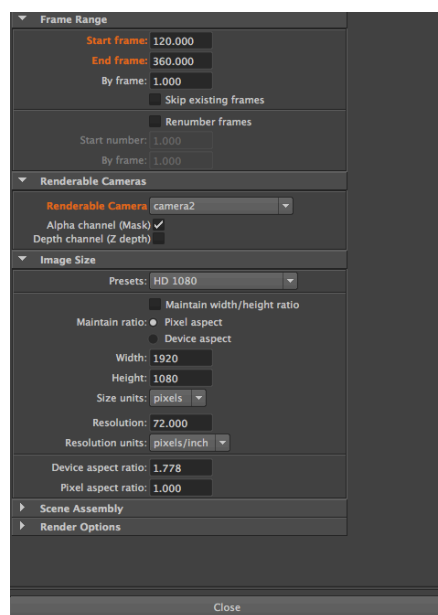 Frame Range
Start frame: 120.000
End frame: 360.000
By frame: 1.000
Skip existing frames
Renumber frames
Start number: 1.000
By frame: 1.000
Renderable Cameras
Renderable Camera camera2
Alpha channel (Mask)
Depth channel (Z depth)
Image Size
Presets: HD 1080
Maintain width/height ratio
Maintain ratio: Pixel aspect
Device aspect
Width: 1920
Height: 1080
Size units: pixels
Resolution: 72.000
Resolution units: pixels/inch
Device aspect ratio: 1.778
Pixel aspect ratio: 1.000
Scene Assembly
Render Options
Close